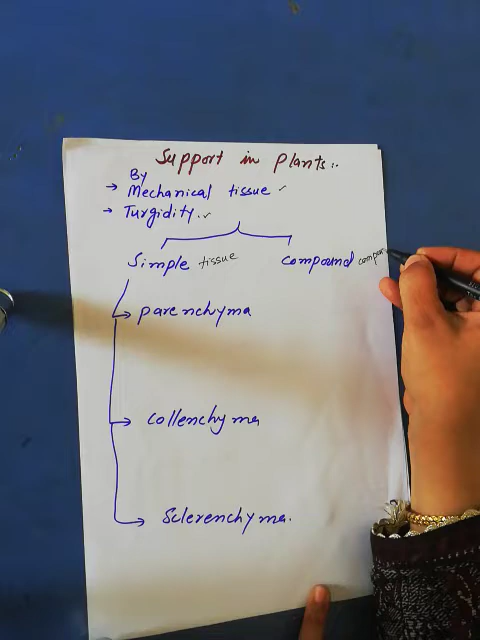 Support in Plants..
By
→ Mechanical tissue ✓
→ Turgidity. ✓
Simple tissue
Compound
→ parenchyma
→ Collenchyma
→ Sclerenchyma.